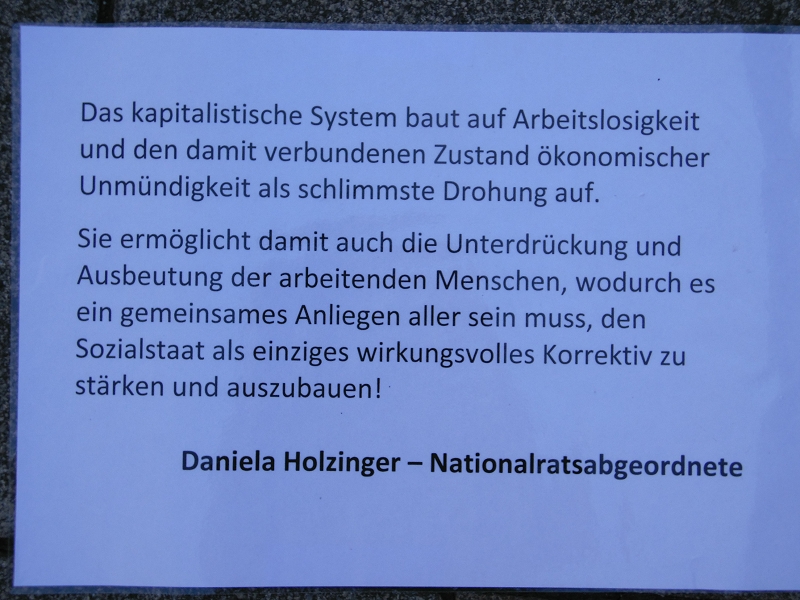 Das kapitalistische System baut auf Arbeitslosigkeit
und den damit verbundenen Zustand ökonomischer
Unmündigkeit als schlimmste Drohung auf.
Sie ermöglicht damit auch die Unterdrückung und
Ausbeutung der arbeitenden Menschen, wodurch es
ein gemeinsames Anliegen aller sein muss, den
Sozialstaat als einziges wirkungsvolles Korrektiv zu
stärken und auszubauen!
Daniela Holzinger – Nationalratsabgeordnete